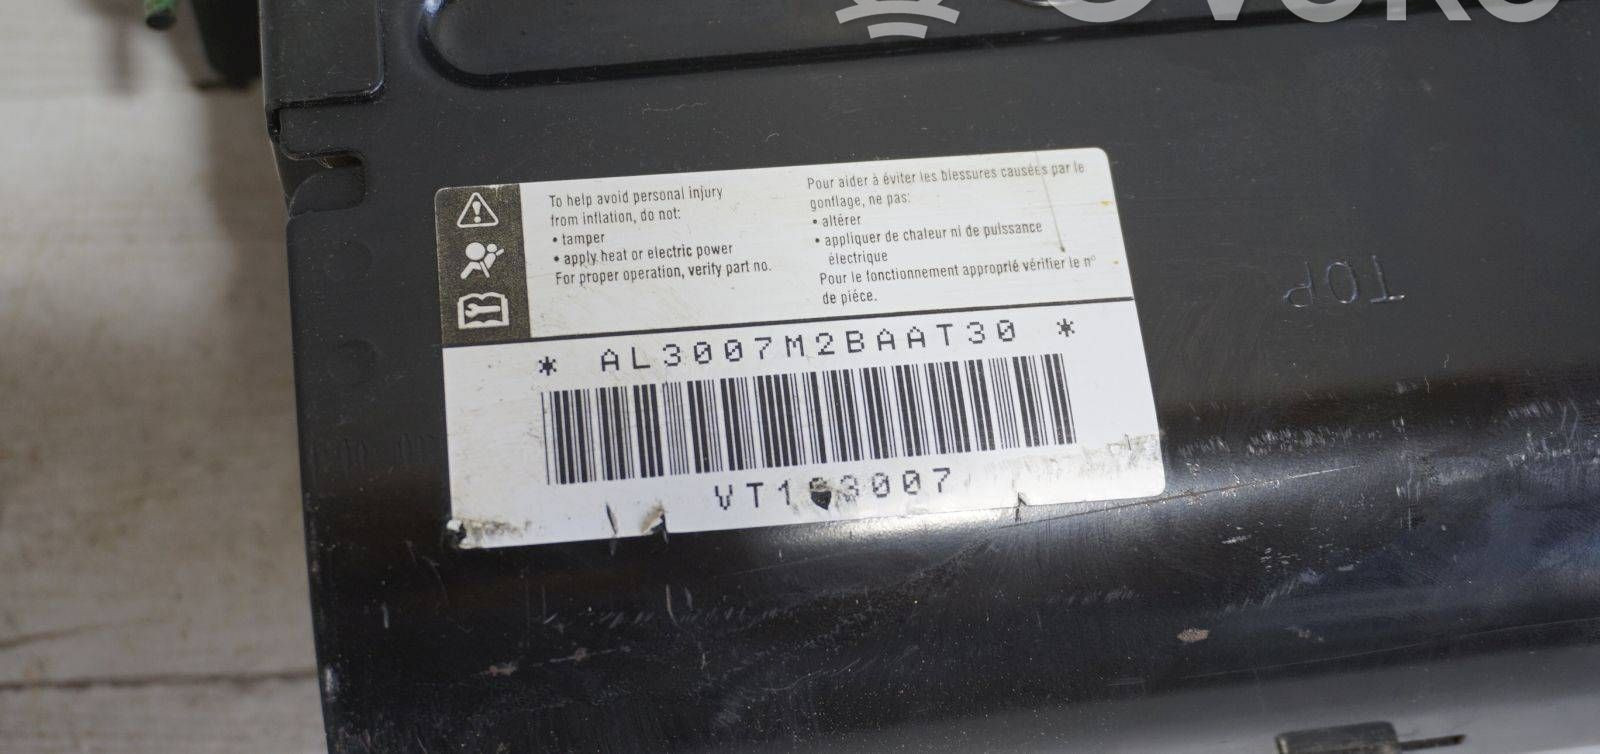 To help avoid personal injury
from inflation, do not:
• tamper
• apply heat or electric power
For proper operation, verify part no.
Pour aider à éviter les blessures causées par le
gonflage, ne pas:
• altérer
• appliquer de chaleur ni de puissance
électrique
Pour le fonctionnement approprié vérifier le n°
de piéce.
* AL3007M2BAAT30 *
TOP